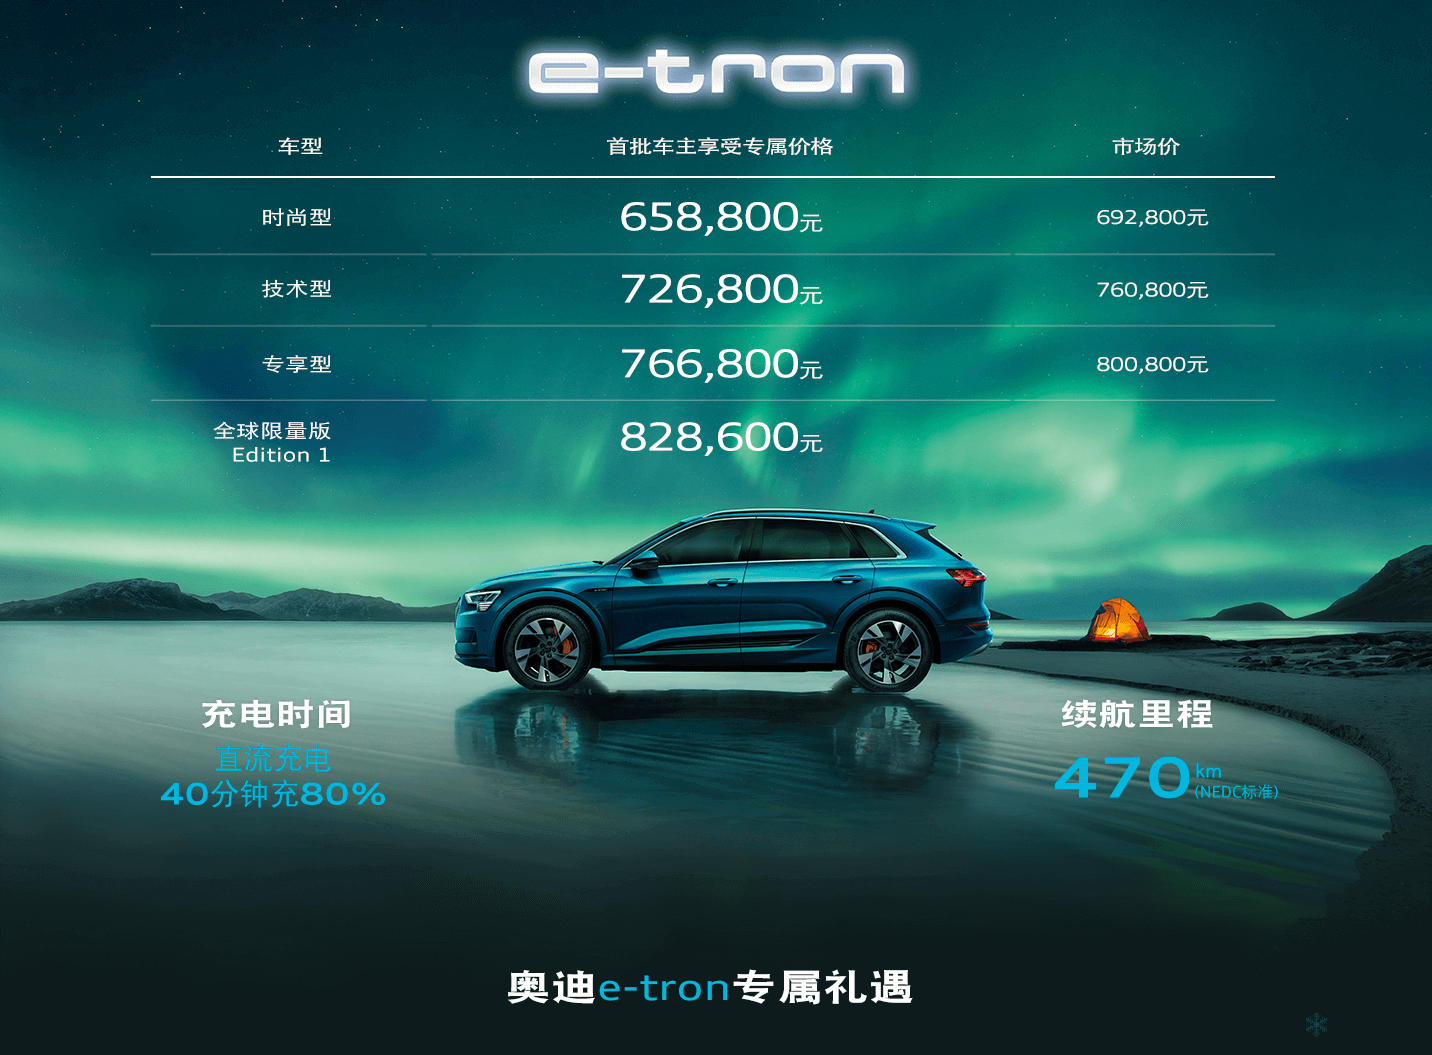 e-tron
车型 首批车主享受专属价格 市场价
时尚型 658,800元 692,800元
技术型 726,800元 760,800元
专享型 766,800元 800,800元
全球限量版
Edition 1
828,600元
充电时间
直流充电
40分钟充80%
续航里程
470 km
(NEDC标准)
奥迪e-tron专属礼遇